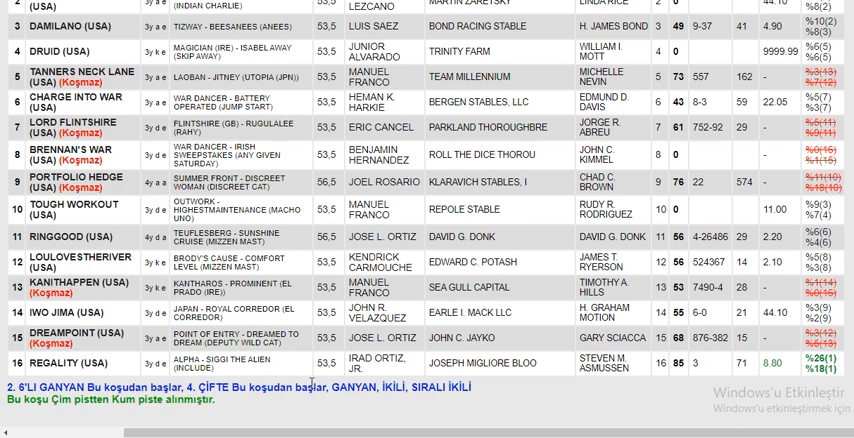 2 (USA) 3y a e (INDIAN CHARLIE) 53,5 LEZCANO MARTIN ZARETSKY LINDA RICE 2 0 44.10 %8(2)
3 DAMILANO (USA) 3y a e TIZWAY - BEESANEES (ANEES) 53,5 LUIS SAEZ BOND RACING STABLE H. JAMES BOND 3 49 9-37 41 4.90 %10(2) %8(3)
4 DRUID (USA) 3y k e MAGICIAN (IRE) - ISABEL AWAY (SKIP AWAY) 53,5 JUNIOR ALVARADO TRINITY FARM WILLIAM I. MOTT 4 0 9999.99 %6(5) %6(5)
5 TANNERS NECK LANE (USA) (Koşmaz) 3y a e LAOBAN - JITNEY (UTOPIA (JPN)) 53,5 MANUEL FRANCO TEAM MILLENNIUM MICHELLE NEVIN 5 73 557 162 - %3(13) %7(12)
6 CHARGE INTO WAR (USA) 3y a e WAR DANCER - BATTERY OPERATED (JUMP START) 53,5 HEMAN K. HARKIE BERGEN STABLES, LLC EDMUND D. DAVIS 6 43 8-3 59 22.05 %5(7) %3(7)
7 LORD FLINTSHIRE (USA) (Koşmaz) 3y d e FLINTSHIRE (GB) - RUGULALEE (RAHY) 53,5 ERIC CANCEL PARKLAND THOROUGHBRE JORGE R. ABREU 7 61 752-92 29 - %5(11) %9(11)
8 BRENNAN'S WAR (USA) (Koşmaz) 3y d e WAR DANCER - IRISH SWEEPSTAKES (ANY GIVEN SATURDAY) 53,5 BENJAMIN HERNANDEZ ROLL THE DICE THOROU JOHN C. KIMMEL 8 0 - %0(15) %1(15)
9 PORTFOLIO HEDGE (USA) (Koşmaz) 4y a a SUMMER FRONT - DISCREET WOMAN (DISCREET CAT) 56,5 JOEL ROSARIO KLARAVICH STABLES, I CHAD C. BROWN 9 76 22 574 - %11(10) %18(10)
10 TOUGH WORKOUT (USA) 3y d e OUTWORK - HIGHESTMAINTENANCE (MACHO UNO) 53,5 MANUEL FRANCO REPOLE STABLE RUDY R. RODRIGUEZ 10 0 11.00 %9(3) %7(4)
11 RINGGOOD (USA) 4y d a TEUFLESBERG - SUNSHINE CRUISE (MIZZEN MAST) 56,5 JOSE L. ORTIZ DAVID G. DONK DAVID G. DONK 11 56 4-26486 29 2.20 %6(6) %4(6)
12 LOULOVESTHERIVER (USA) 3y k e BRODY'S CAUSE - COMFORT LEVEL (MIZZEN MAST) 53,5 KENDRICK CARMOUCHE EDWARD C. POTASH JAMES T. RYERSON 12 56 524367 14 2.10 %5(8) %3(8)
13 KANITHAPPEN (USA) (Koşmaz) 3y k e KANTHAROS - PROMINENT (EL PRADO (IRE)) 53,5 MANUEL FRANCO SEA GULL CAPITAL TIMOTHY A. HILLS 13 53 7490-4 28 - %1(14) %0(16)
14 IWO JIMA (USA) 3y d e JAPAN - ROYAL CORREDOR (EL CORREDOR) 53,5 JOHN R. VELAZQUEZ EARLE I. MACK LLC H. GRAHAM MOTION 14 55 6-0 21 44.10 %3(9) %2(9)
15 DREAMPOINT (USA) (Koşmaz) 3y a e POINT OF ENTRY - DREAMED TO DREAM (DEPUTY WILD CAT) 53,5 JOSE L. ORTIZ JOHN C. JAYKO GARY SCIACCA 15 68 876-382 15 - %3(12) %5(13)
16 REGALITY (USA) 3y d e ALPHA - SIGGI THE ALIEN (INCLUDE) 53,5 IRAD ORTIZ, JR. JOSEPH MIGLIORE BLOO STEVEN M. ASMUSSEN 16 85 3 71 8.80 %26(1) %18(1)
2. 6'LI GANYAN Bu koşudan başlar, 4. ÇİFTE Bu koşudan başlar, GANYAN, İKİLİ, SIRALI İKİLİ
Bu koşu Çim pistten Kum piste alınmıştır.
Windows'u Etkinleştir
Windows'u etkinleştirmek için